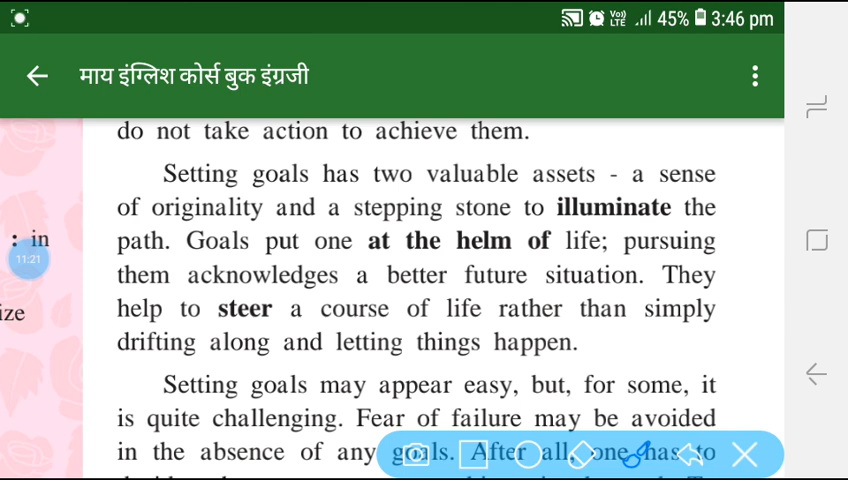 45% 3:46 pm
माय इंग्लिश कोर्स बुक इंग्रजी
do not take action to achieve them.
Setting goals has two valuable assets - a sense
of originality and a stepping stone to illuminate the
: in
path. Goals put one at the helm of life; pursuing
11:21
them acknowledges a better future situation. They
ize
help to steer a course of life rather than simply
drifting along and letting things happen.
Setting goals may appear easy, but, for some, it
is quite challenging. Fear of failure may be avoided
in the absence of any goals. After all, one has to